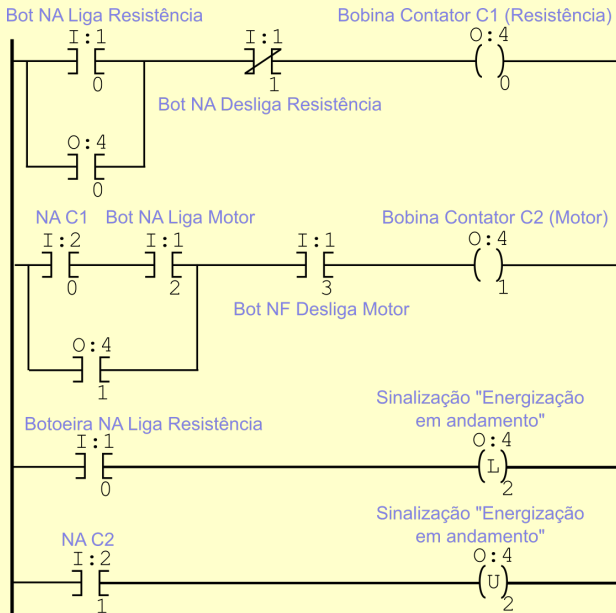 Bot NA Liga Resistência
Bobina Contator C1 (Resistência)
I:1 I:1 O:4
0 1 0
Bot NA Desliga Resistência
O:4
0
NA C1 Bot NA Liga Motor Bobina Contator C2 (Motor)
I:2 I:1 I:1 O:4
0 2 3 1
Bot NF Desliga Motor
O:4
1
Sinalização "Energização
em andamento"
Botoeira NA Liga Resistência
I:1 O:4
L
0 2
Sinalização "Energização
em andamento"
NA C2
I:2 O:4
U
1 2